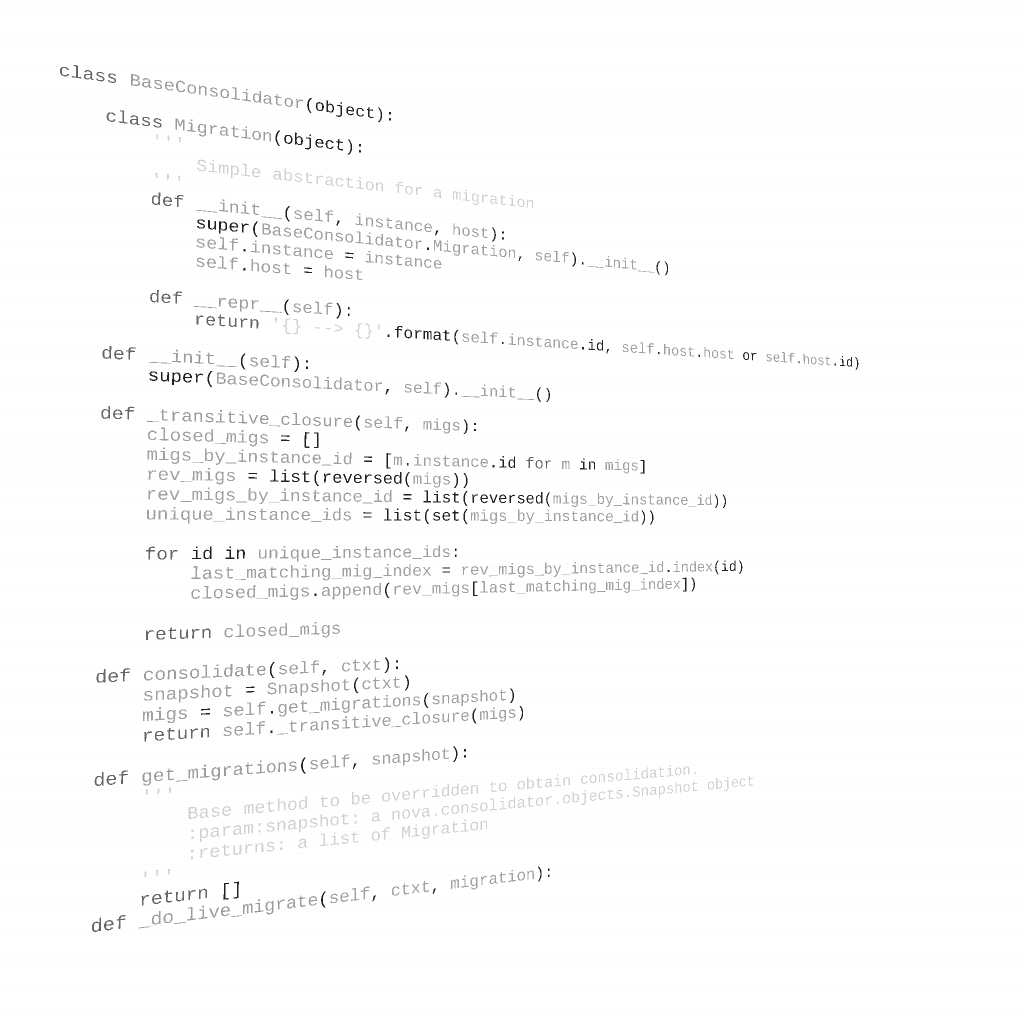 class BaseConsolidator(object):
    class Migration(object):
        '''
            Simple abstraction for a migration
        '''
        def __init__(self, instance, host):
            super(BaseConsolidator.Migration, self).__init__()
            self.instance = instance
            self.host = host
        def __repr__(self):
            return '{} --> {}'.format(self.instance.id, self.host.host or self.host.id)
    def __init__(self):
        super(BaseConsolidator, self).__init__()
    def _transitive_closure(self, migs):
        closed_migs = []
        migs_by_instance_id = [m.instance.id for m in migs]
        rev_migs = list(reversed(migs))
        rev_migs_by_instance_id = list(reversed(migs_by_instance_id))
        unique_instance_ids = list(set(migs_by_instance_id))
        for id in unique_instance_ids:
            last_matching_mig_index = rev_migs_by_instance_id.index(id)
            closed_migs.append(rev_migs[last_matching_mig_index])
        return closed_migs
    def consolidate(self, ctxt):
        snapshot = Snapshot(ctxt)
        migs = self.get_migrations(snapshot)
        return self._transitive_closure(migs)
    def get_migrations(self, snapshot):
        '''
            Base method to be overridden to obtain consolidation.
            :param:snapshot: a nova.consolidator.objects.Snapshot object
            :returns: a list of Migration
        '''
        return []
    def _do_live_migrate(self, ctxt, migration):